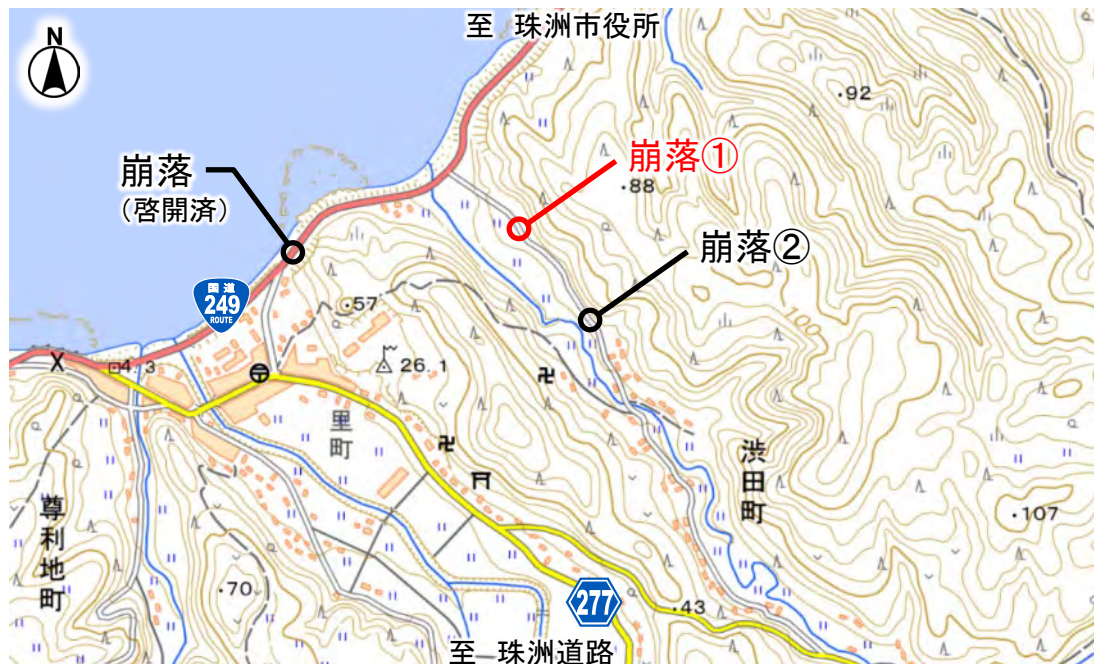 至 珠洲市役所
N
・92
崩落①
崩落
（啓開済）
・88
崩落②
国道
249
ROUTE
・57
100
4.3
26.1
里町
渋田町
尊利地町
・107
・70
277
・43
至 珠洲道路